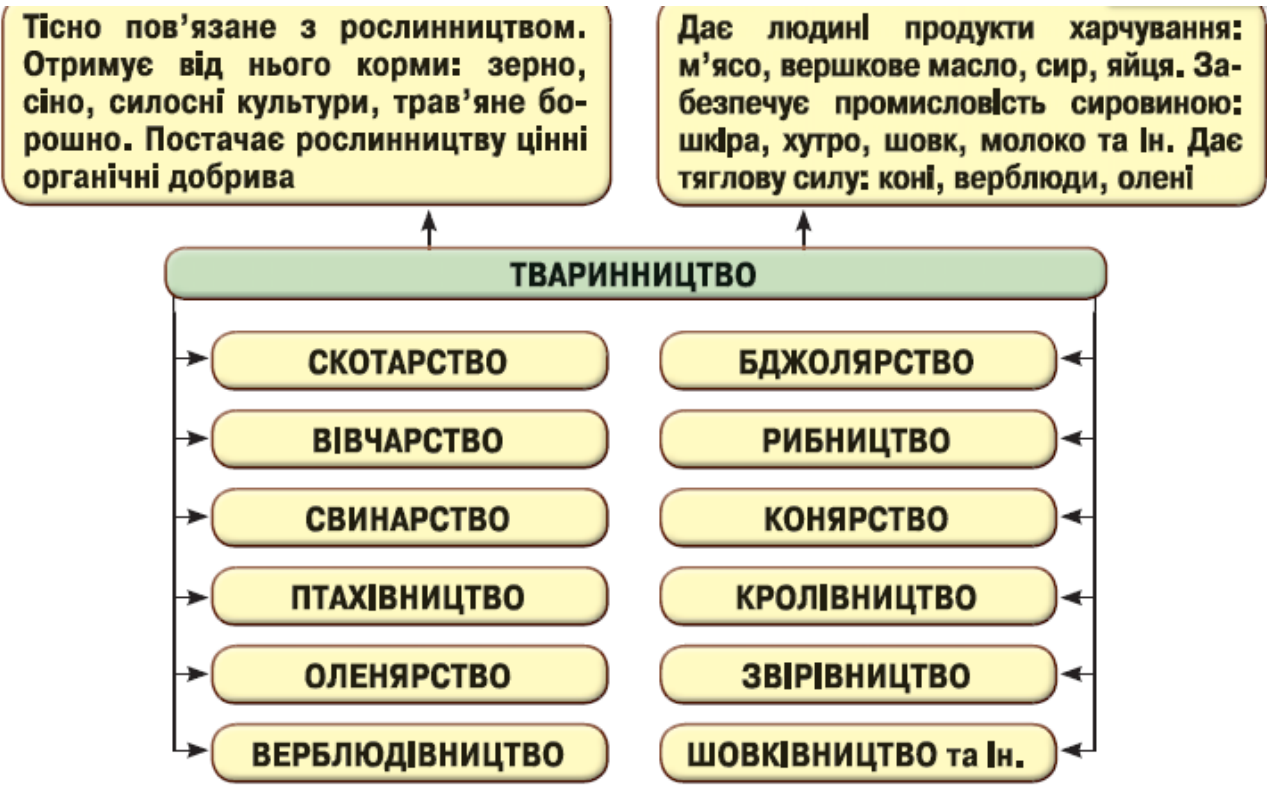 Тісно пов’язане з рослинництвом.
Отримує від нього корми: зерно,
сіно, силосні культури, трав’яне бо-
рошно. Постачає рослинництву цінні
органічні добрива
Дає людині продукти харчування:
м’ясо, вершкове масло, сир, яйця. За-
безпечує промисловість сировиною:
шкіра, хутро, шовк, молоко та ін. Дає
тяглову силу: коні, верблюди, олені
ТВАРИННИЦТВО
СКОТАРСТВО
ВІВЧАРСТВО
СВИНАРСТВО
ПТАХІВНИЦТВО
ОЛЕНЯРСТВО
ВЕРБЛЮДІВНИЦТВО
БДЖОЛЯРСТВО
РИБНИЦТВО
КОНЯРСТВО
КРОЛІВНИЦТВО
ЗВІРІВНИЦТВО
ШОВКІВНИЦТВО та ін.